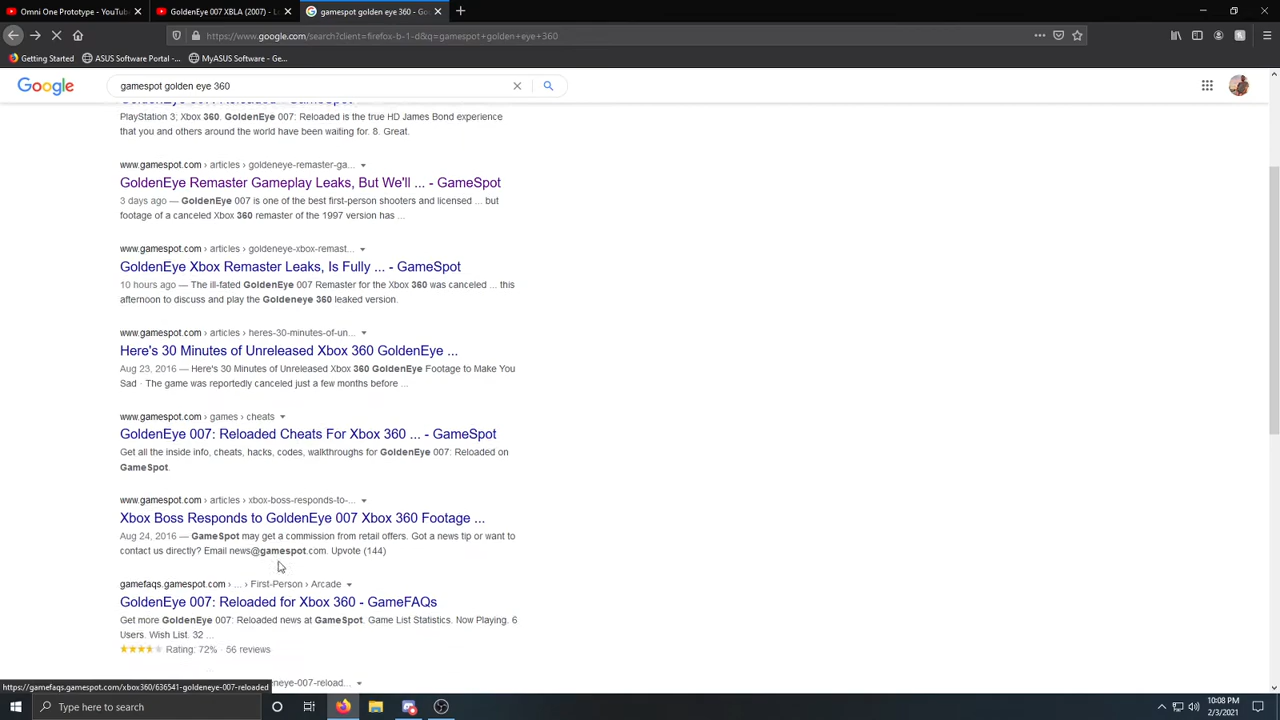 Omni One Prototype - YouTub
GoldenEye 007 XBLA (2007) - L
gamespot golden eye 360 - Goo
https://www.google.com/search?client=firefox-b-1-d&q=gamespot+golden+eye+360
Getting Started
ASUS Software Portal -...
MyASUS Software - Ge...
Google
gamespot golden eye 360
GoldenEye 007: Reloaded - GameSpot
PlayStation 3; Xbox 360. GoldenEye 007: Reloaded is the true HD James Bond experience
that you and others around the world have been waiting for. 8. Great.
www.gamespot.com › articles › goldeneye-remaster-ga...
GoldenEye Remaster Gameplay Leaks, But We'll ... - GameSpot
3 days ago — GoldenEye 007 is one of the best first-person shooters and licensed ... but
footage of a canceled Xbox 360 remaster of the 1997 version has ...
www.gamespot.com › articles › goldeneye-xbox-remast...
GoldenEye Xbox Remaster Leaks, Is Fully ... - GameSpot
10 hours ago — The ill-fated GoldenEye 007 Remaster for the Xbox 360 was canceled ... this
afternoon to discuss and play the Goldeneye 360 leaked version.
www.gamespot.com › articles › heres-30-minutes-of-un...
Here's 30 Minutes of Unreleased Xbox 360 GoldenEye ...
Aug 23, 2016 — Here's 30 Minutes of Unreleased Xbox 360 GoldenEye Footage to Make You
Sad · The game was reportedly canceled just a few months before ...
www.gamespot.com › games › cheats
GoldenEye 007: Reloaded Cheats For Xbox 360 ... - GameSpot
Get all the inside info, cheats, hacks, codes, walkthroughs for GoldenEye 007: Reloaded on
GameSpot.
www.gamespot.com › articles › xbox-boss-responds-to-...
Xbox Boss Responds to GoldenEye 007 Xbox 360 Footage ...
Aug 24, 2016 — GameSpot may get a commission from retail offers. Got a news tip or want to
contact us directly? Email news@gamespot.com. Upvote (144)
gamefaqs.gamespot.com › ... › First-Person › Arcade
GoldenEye 007: Reloaded for Xbox 360 - GameFAQs
Get more GoldenEye 007: Reloaded news at GameSpot. Game List Statistics. Now Playing. 6
Users. Wish List. 32 ...
Rating: 72% · 56 reviews
eneye-007-reload...
https://gamefaqs.gamespot.com/xbox360/636541-goldeneye-007-reloaded
Type here to search
10:08 PM
2/3/2021